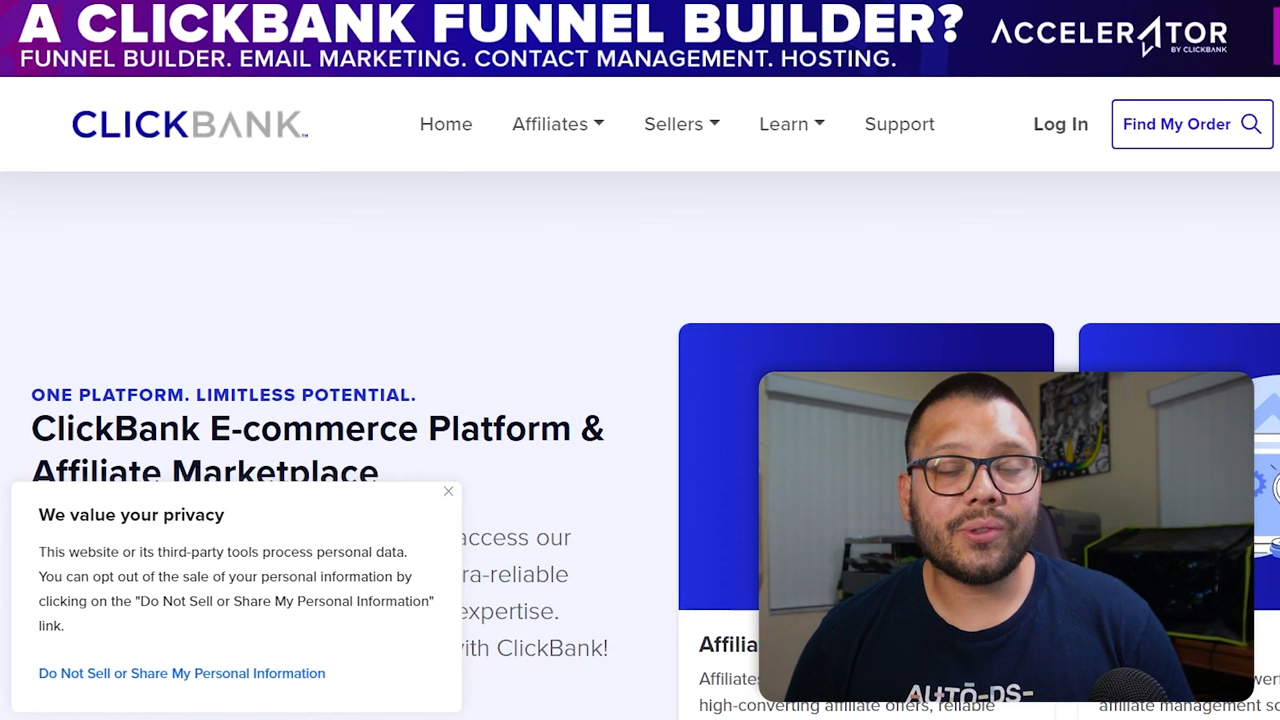 A CLICKBANK FUNNEL BUILDER?
FUNNEL BUILDER. EMAIL MARKETING. CONTACT MANAGEMENT. HOSTING.
ACCELERATOR
BY CLICKBANK
CLICKBANK
Home
Affiliates
Sellers
Learn
Support
Log In
Find My Order
ONE PLATFORM. LIMITLESS POTENTIAL.
ClickBank E-commerce Platform &
Affiliate Marketplace
access our
expertise.
with ClickBank!
We value your privacy
This website or its third-party tools process personal data.
You can opt out of the sale of your personal information by
clicking on the "Do Not Sell or Share My Personal Information"
link.
Do Not Sell or Share My Personal Information
Affiliates
high-converting affiliate offers, reliable
affiliate management
AUTO-DS-